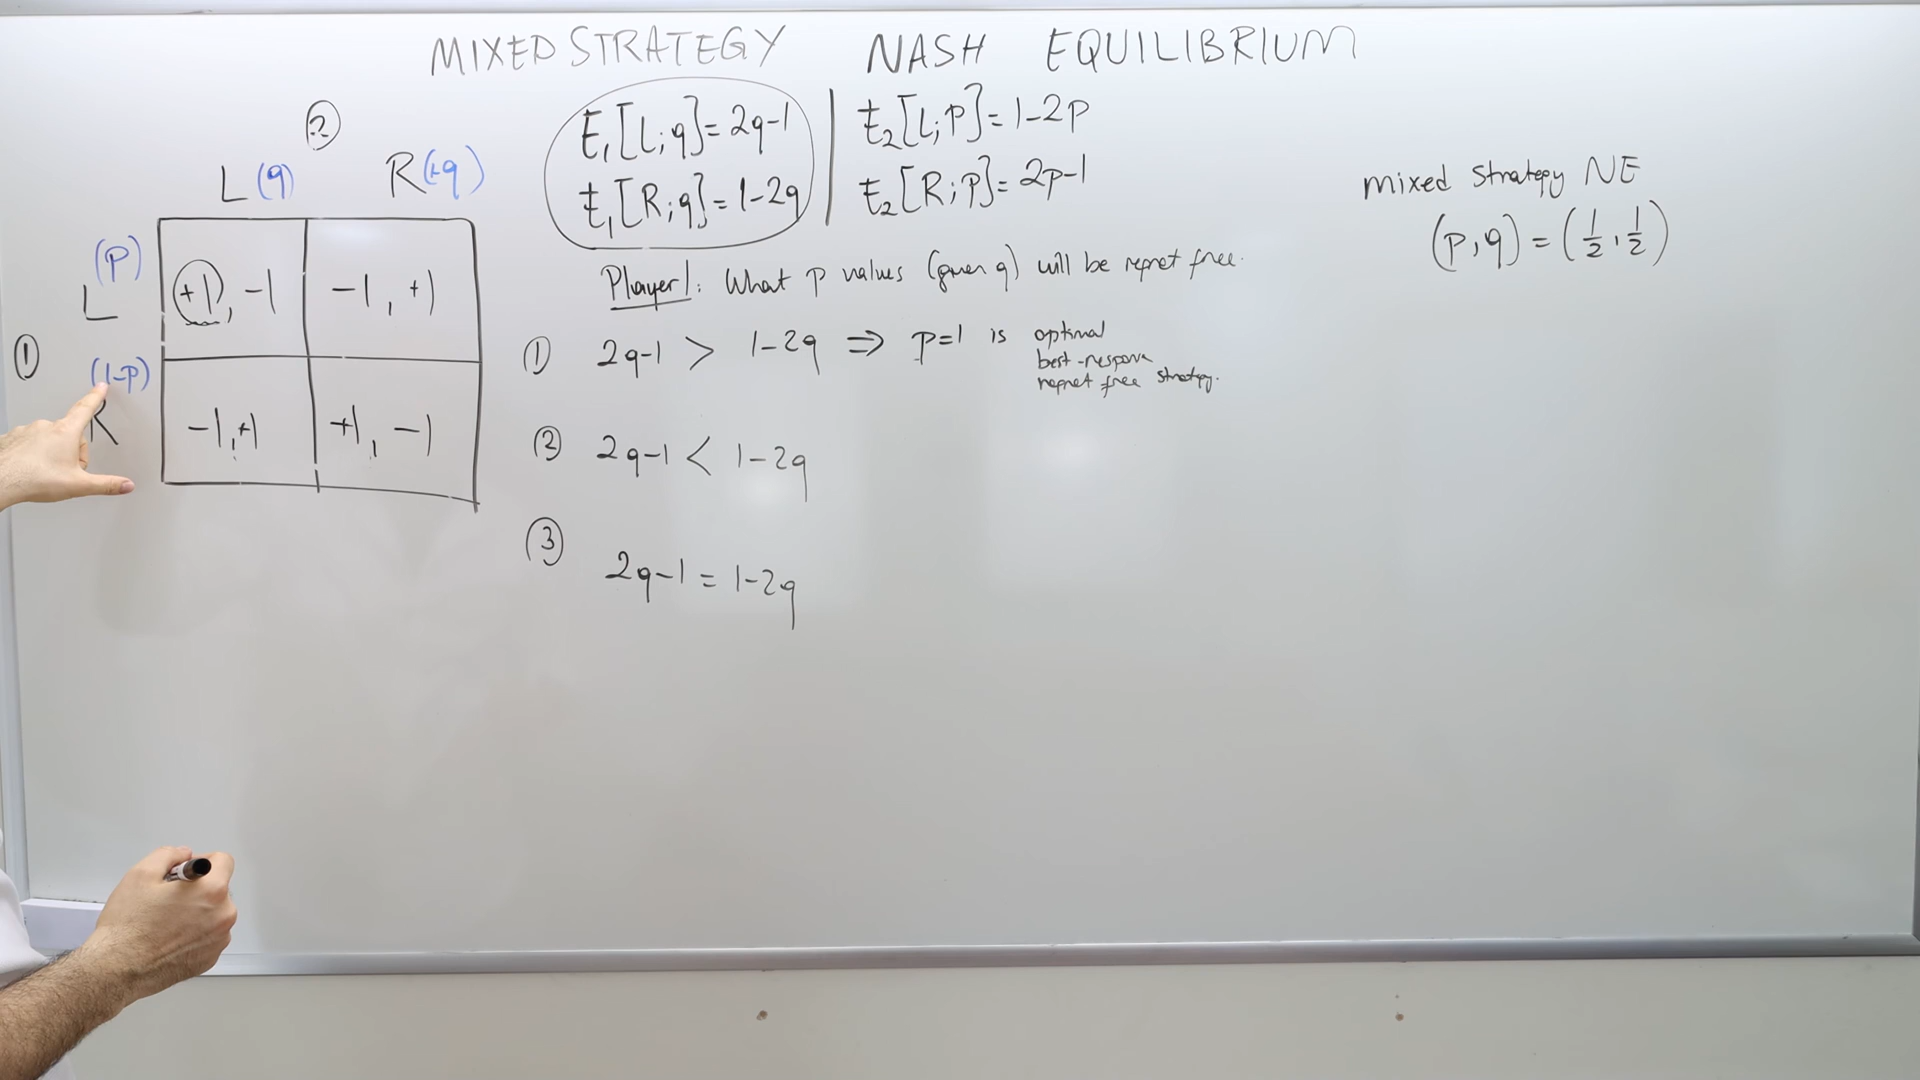 MIXED STRATEGY NASH EQUILIBRIUM
②
L (q) R (1-q)
(p)
L
+1, -1 -1, +1
①
(1-p)
R
-1, +1 +1, -1
E₁[L; q] = 2q-1
E₁[R; q] = 1-2q
E₂[L; p] = 1-2p
E₂[R; p] = 2p-1
Player 1: What p values (given q) will be regret free.
① 2q-1 > 1-2q ⇒ p=1 is optimal
best-response
regret free strategy.
② 2q-1 < 1-2q
③
2q-1 = 1-2q
mixed strategy NE
(p, q) = (1/2, 1/2)